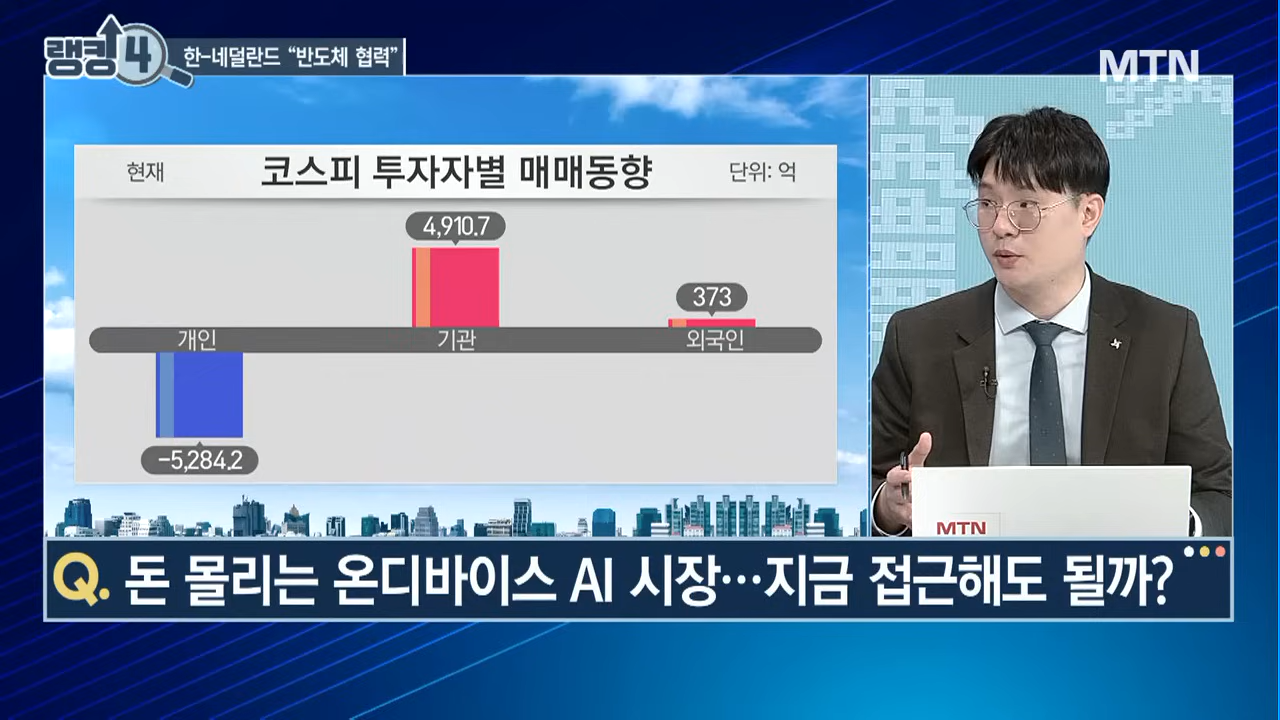 랭킹4
한-네덜란드 "반도체 협력"
MTN
현재
코스피 투자자별 매매동향
단위: 억
4,910.7
373
개인
기관
외국인
-5,284.2
MTN
Q. 돈 몰리는 온디바이스 AI 시장…지금 접근해도 될까?